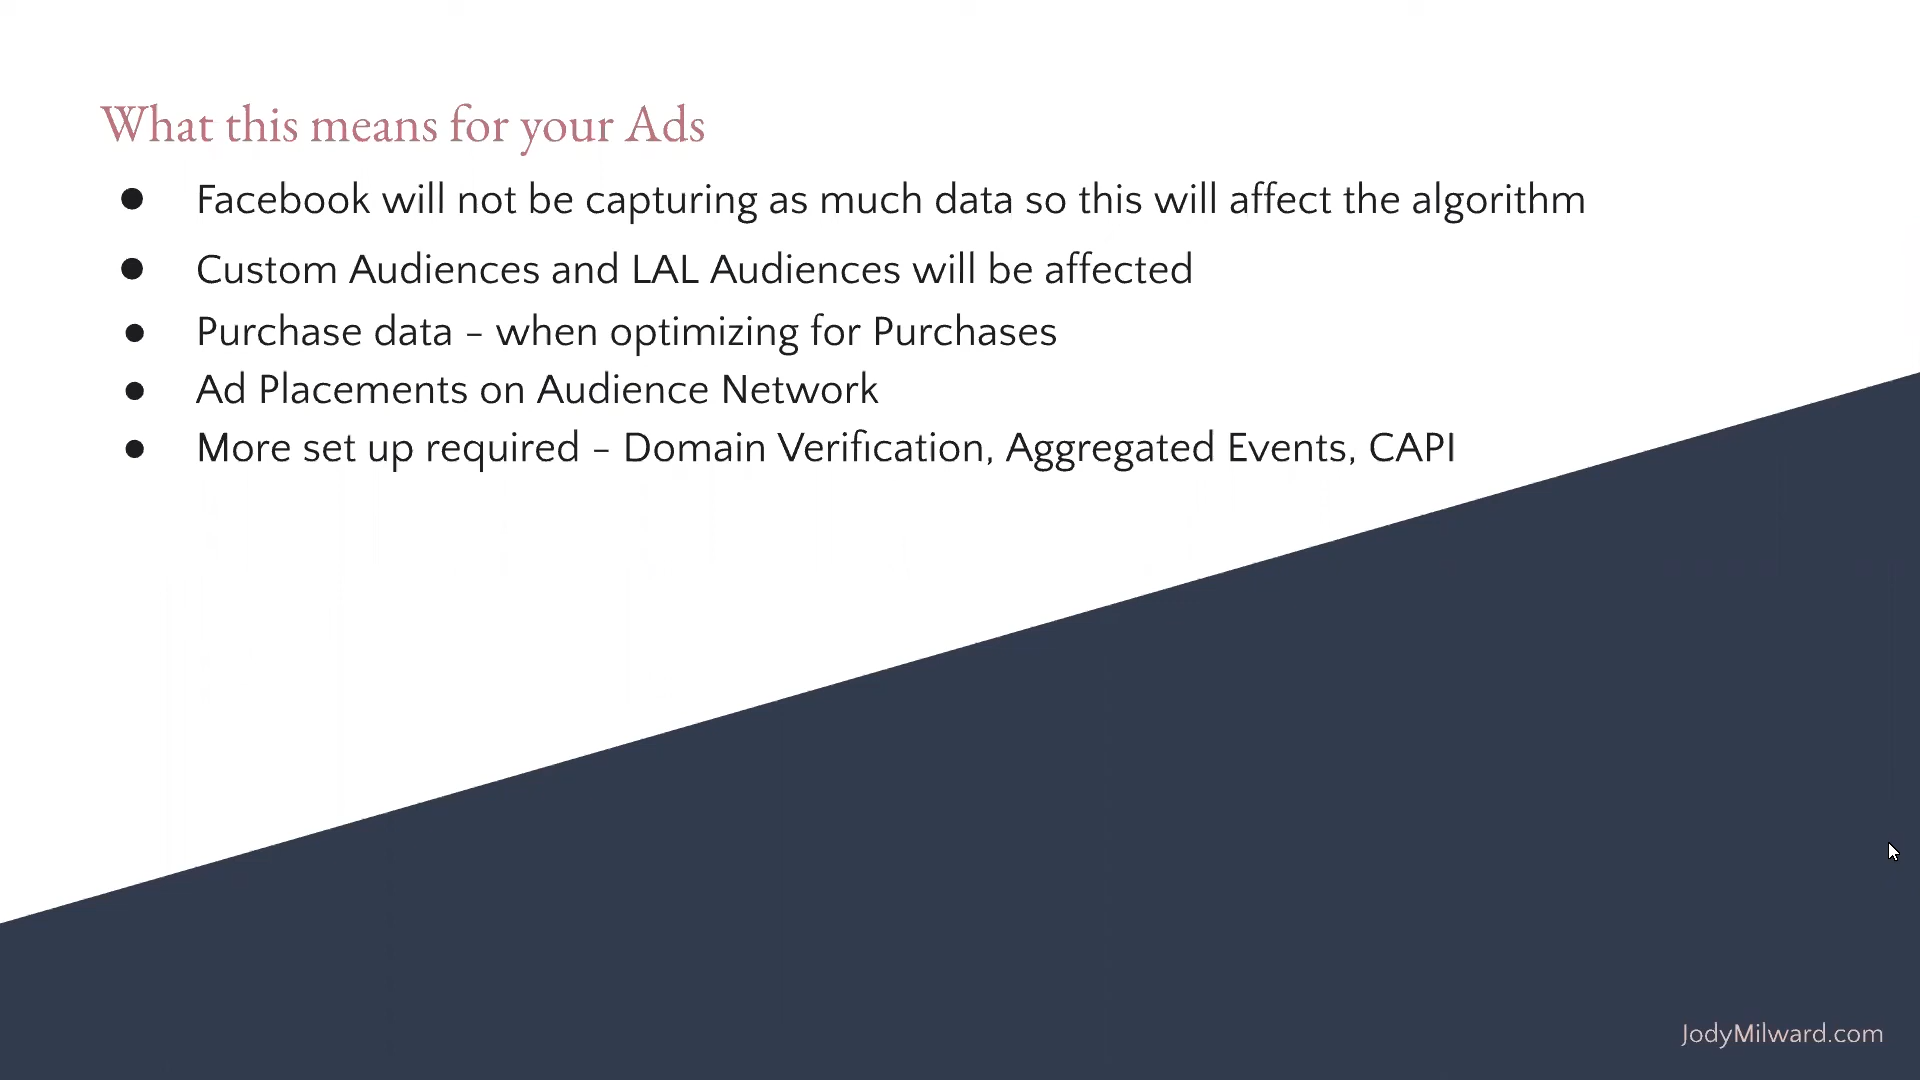 What this means for your Ads
● Facebook will not be capturing as much data so this will affect the algorithm
● Custom Audiences and LAL Audiences will be affected
● Purchase data – when optimizing for Purchases
● Ad Placements on Audience Network
● More set up required – Domain Verification, Aggregated Events, CAPI
JodyMilward.com